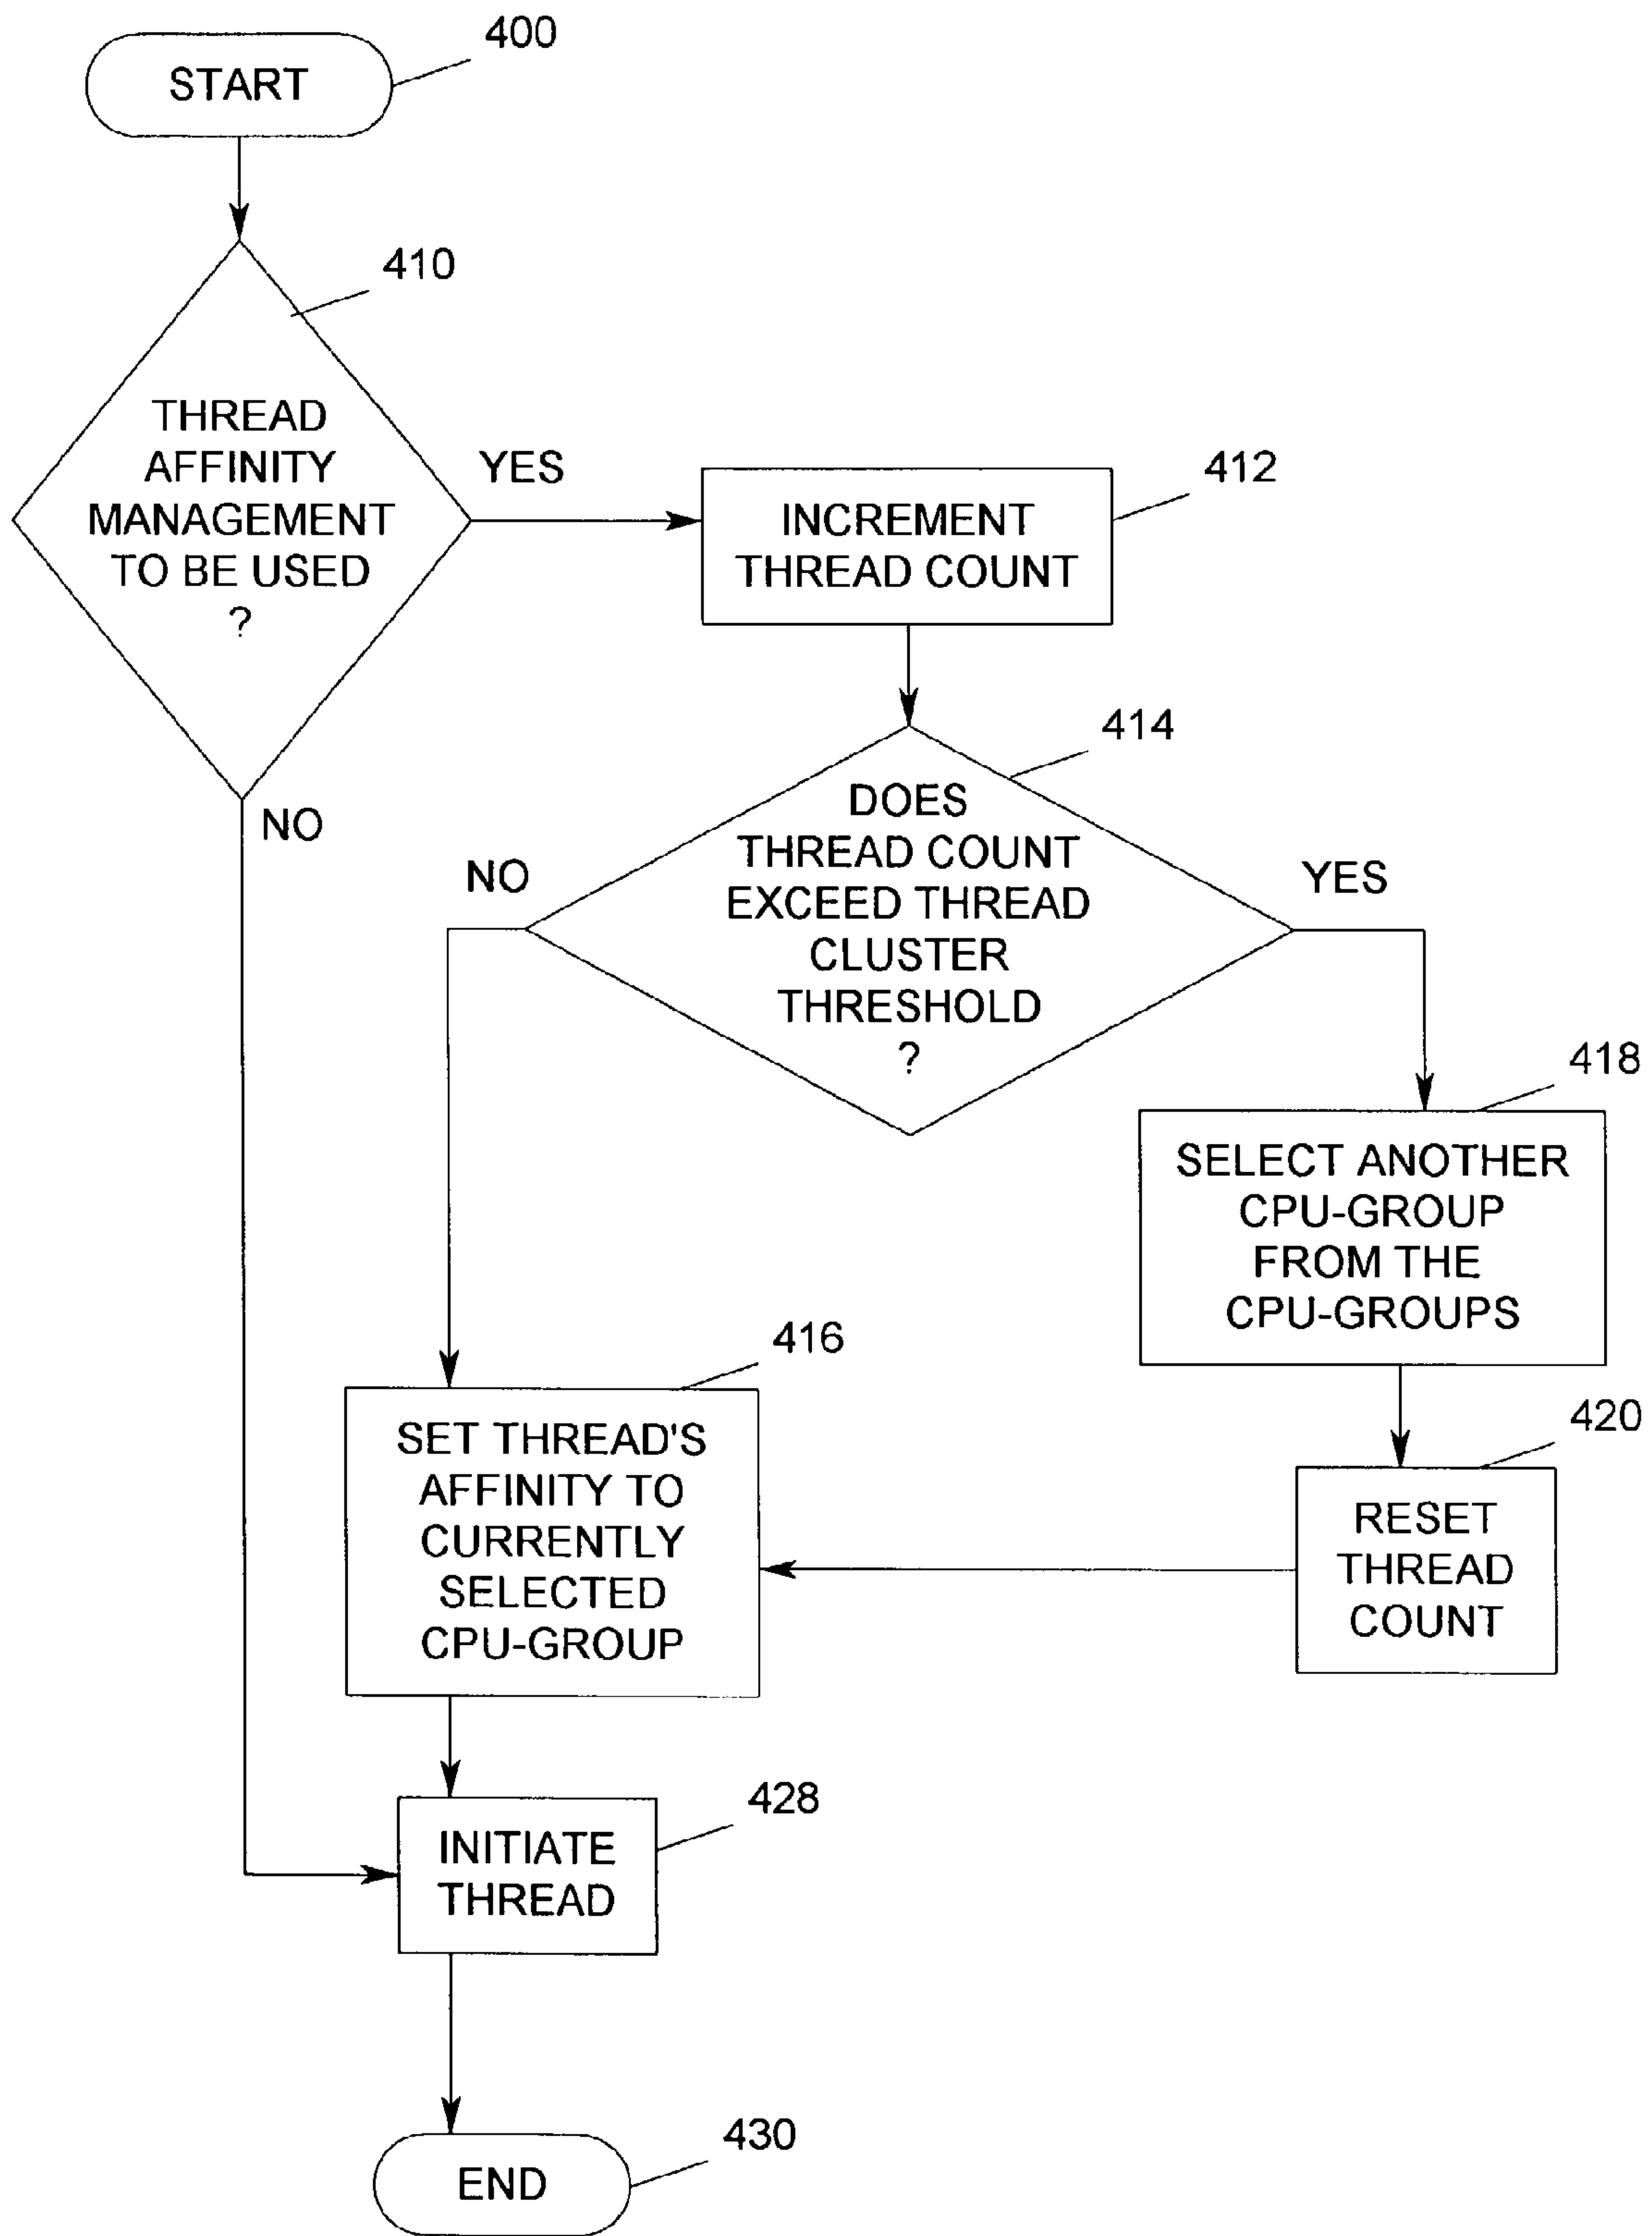 400
START
410
THREAD
AFFINITY
MANAGEMENT
TO BE USED
?
YES
NO
412
INCREMENT
THREAD COUNT
414
DOES
THREAD COUNT
EXCEED THREAD
CLUSTER
THRESHOLD
?
NO
YES
418
SELECT ANOTHER
CPU-GROUP
FROM THE
CPU-GROUPS
416
SET THREAD'S
AFFINITY TO
CURRENTLY
SELECTED
CPU-GROUP
420
RESET
THREAD
COUNT
428
INITIATE
THREAD
430
END